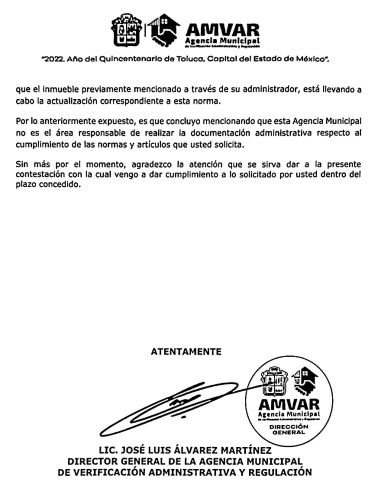 AMVAR
Agencia Municipal
de Verificación Administrativa y Regulación
"2022. Año del Quincentenario de Toluca, Capital del Estado de México".
que el inmueble previamente mencionado a través de su administrador, está llevando a
cabo la actualización correspondiente a esta norma.
Por lo anteriormente expuesto, es que concluyo mencionando que esta Agencia Municipal
no es el área responsable de realizar la documentación administrativa respecto al
cumplimiento de las normas y artículos que usted solicita.
Sin más por el momento, agradezco la atención que se sirva dar a la presente
contestación con la cual vengo a dar cumplimiento a lo solicitado por usted dentro del
plazo concedido.
ATENTAMENTE
AMVAR
Agencia Municipal
de Verificación Administrativa y Regulación
DIRECCIÓN
GENERAL
LIC. JOSÉ LUIS ÁLVAREZ MARTÍNEZ
DIRECTOR GENERAL DE LA AGENCIA MUNICIPAL
DE VERIFICACIÓN ADMINISTRATIVA Y REGULACIÓN